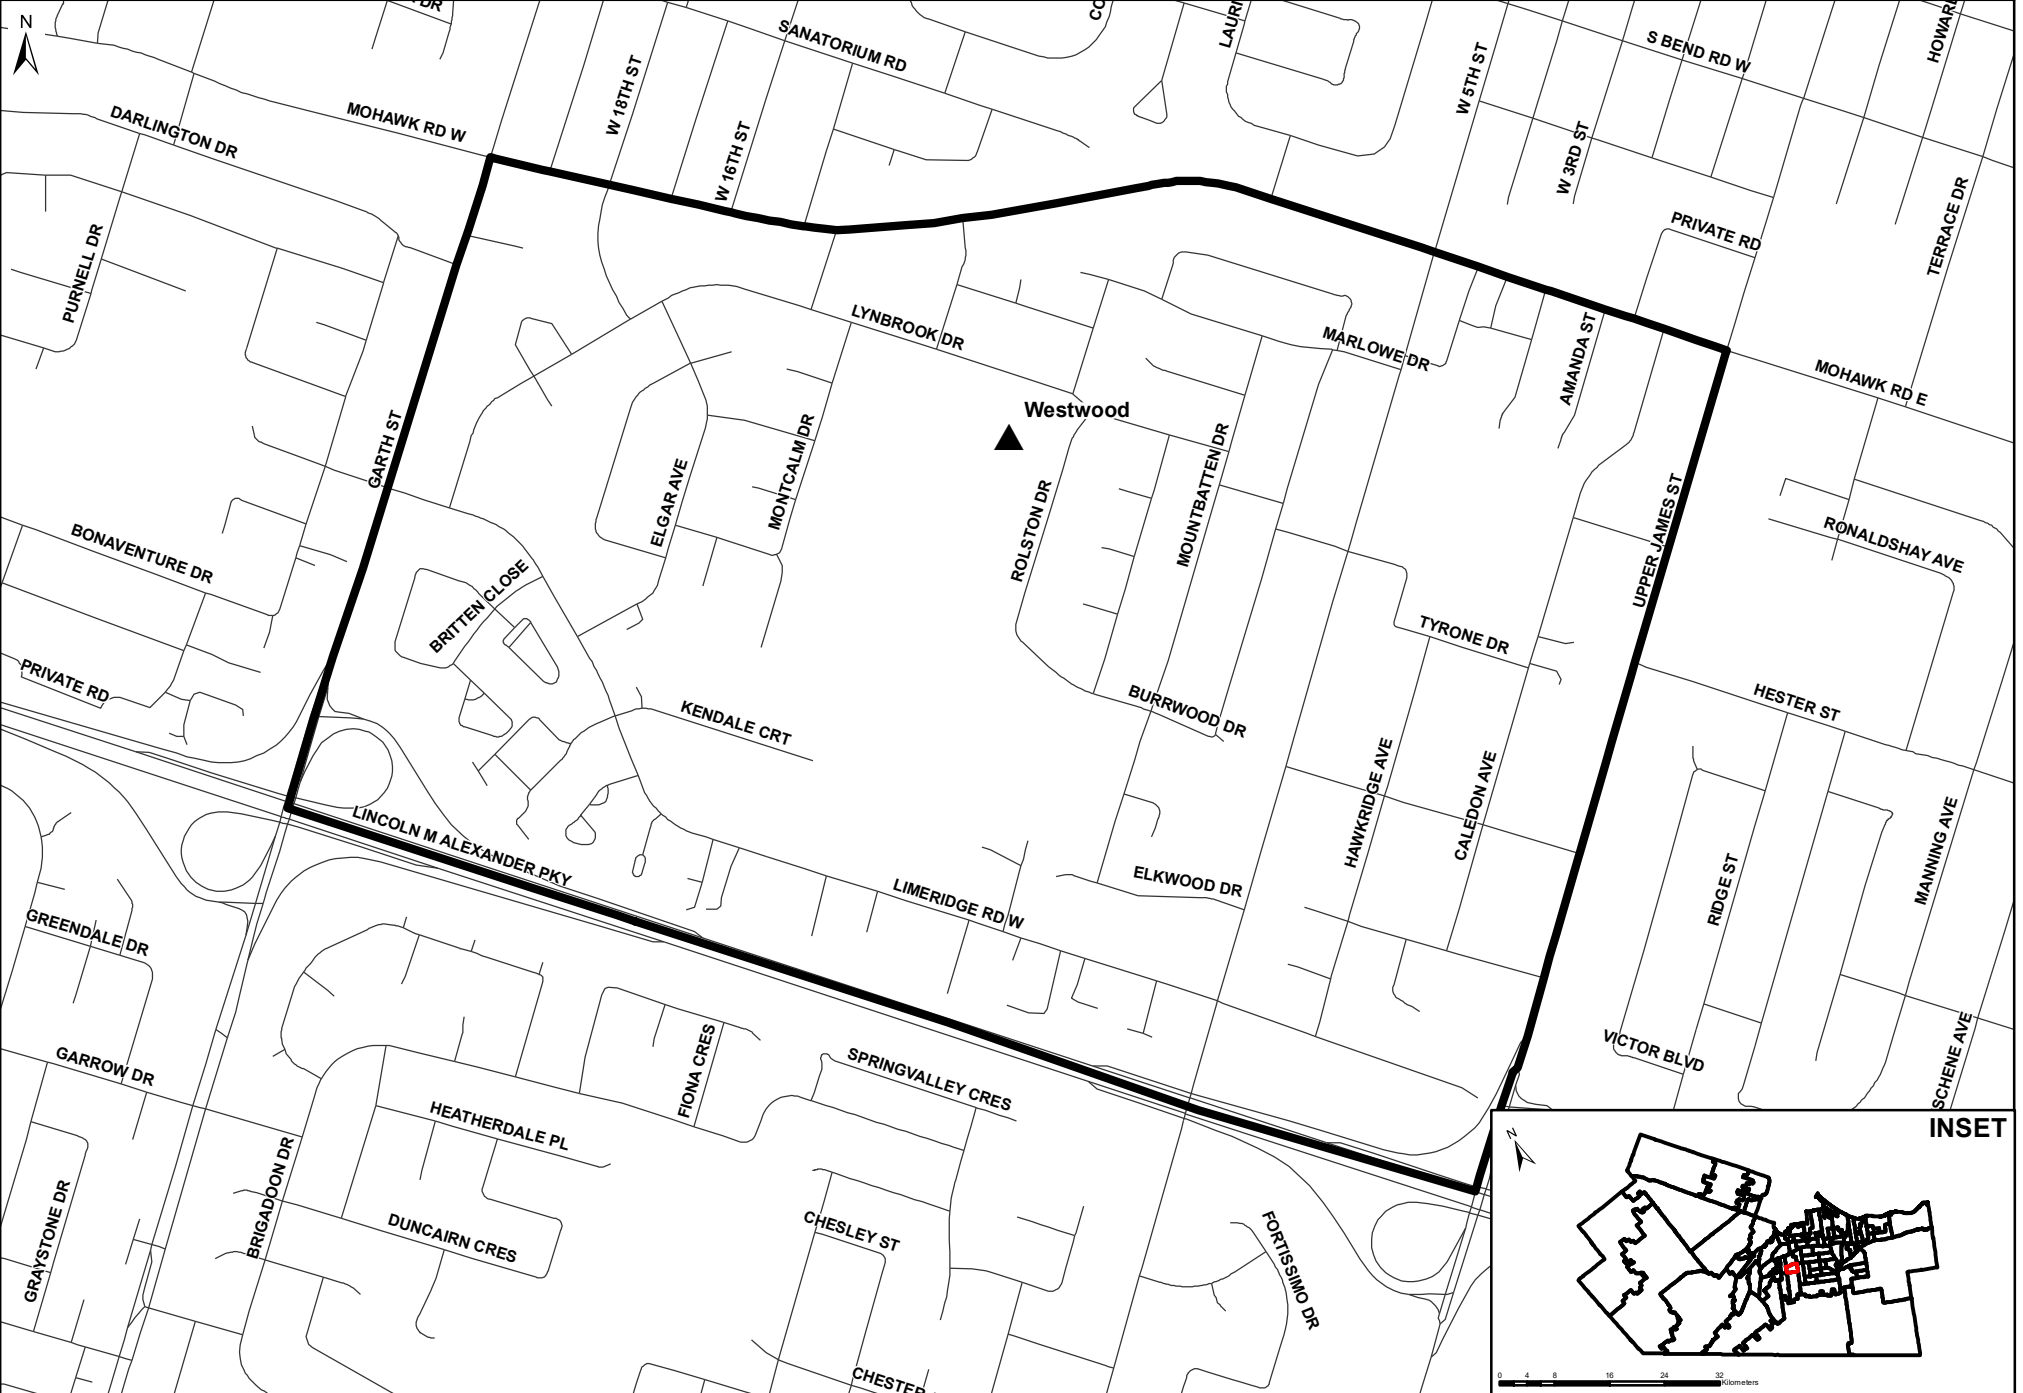 N
SANATORIUM RD
LAURI
S BEND RD W
HOWARD
W 18TH ST
W 5TH ST
MOHAWK RD W
DARLINGTON DR
W 16TH ST
W 3RD ST
PRIVATE RD
TERRACE DR
PURNELL DR
LYNBROOK DR
MARLOWE DR
AMANDA ST
MOHAWK RD E
Westwood
GARTH ST
ELGAR AVE
MONTCALM DR
ROLSTON DR
MOUNTBATTEN DR
UPPER JAMES ST
RONALDSHAY AVE
BONAVENTURE DR
BRITTEN CLOSE
TYRONE DR
PRIVATE RD
KENDALE CRT
BURRWOOD DR
HESTER ST
HAWKRIDGE AVE
CALEDON AVE
LINCOLN M ALEXANDER PKY
LIMERIDGE RD W
ELKWOOD DR
RIDGE ST
MANNING AVE
GREENDALE DR
GARROW DR
FIONA CRES
SPRINGVALLEY CRES
VICTOR BLVD
SCHENE AVE
HEATHERDALE PL
BRIGADOON DR
GRAYSTONE DR
DUNCAIRN CRES
CHESLEY ST
FORTISSIMO DR
CHESTER
INSET
N
0 4 8 16 24 32
Kilometers